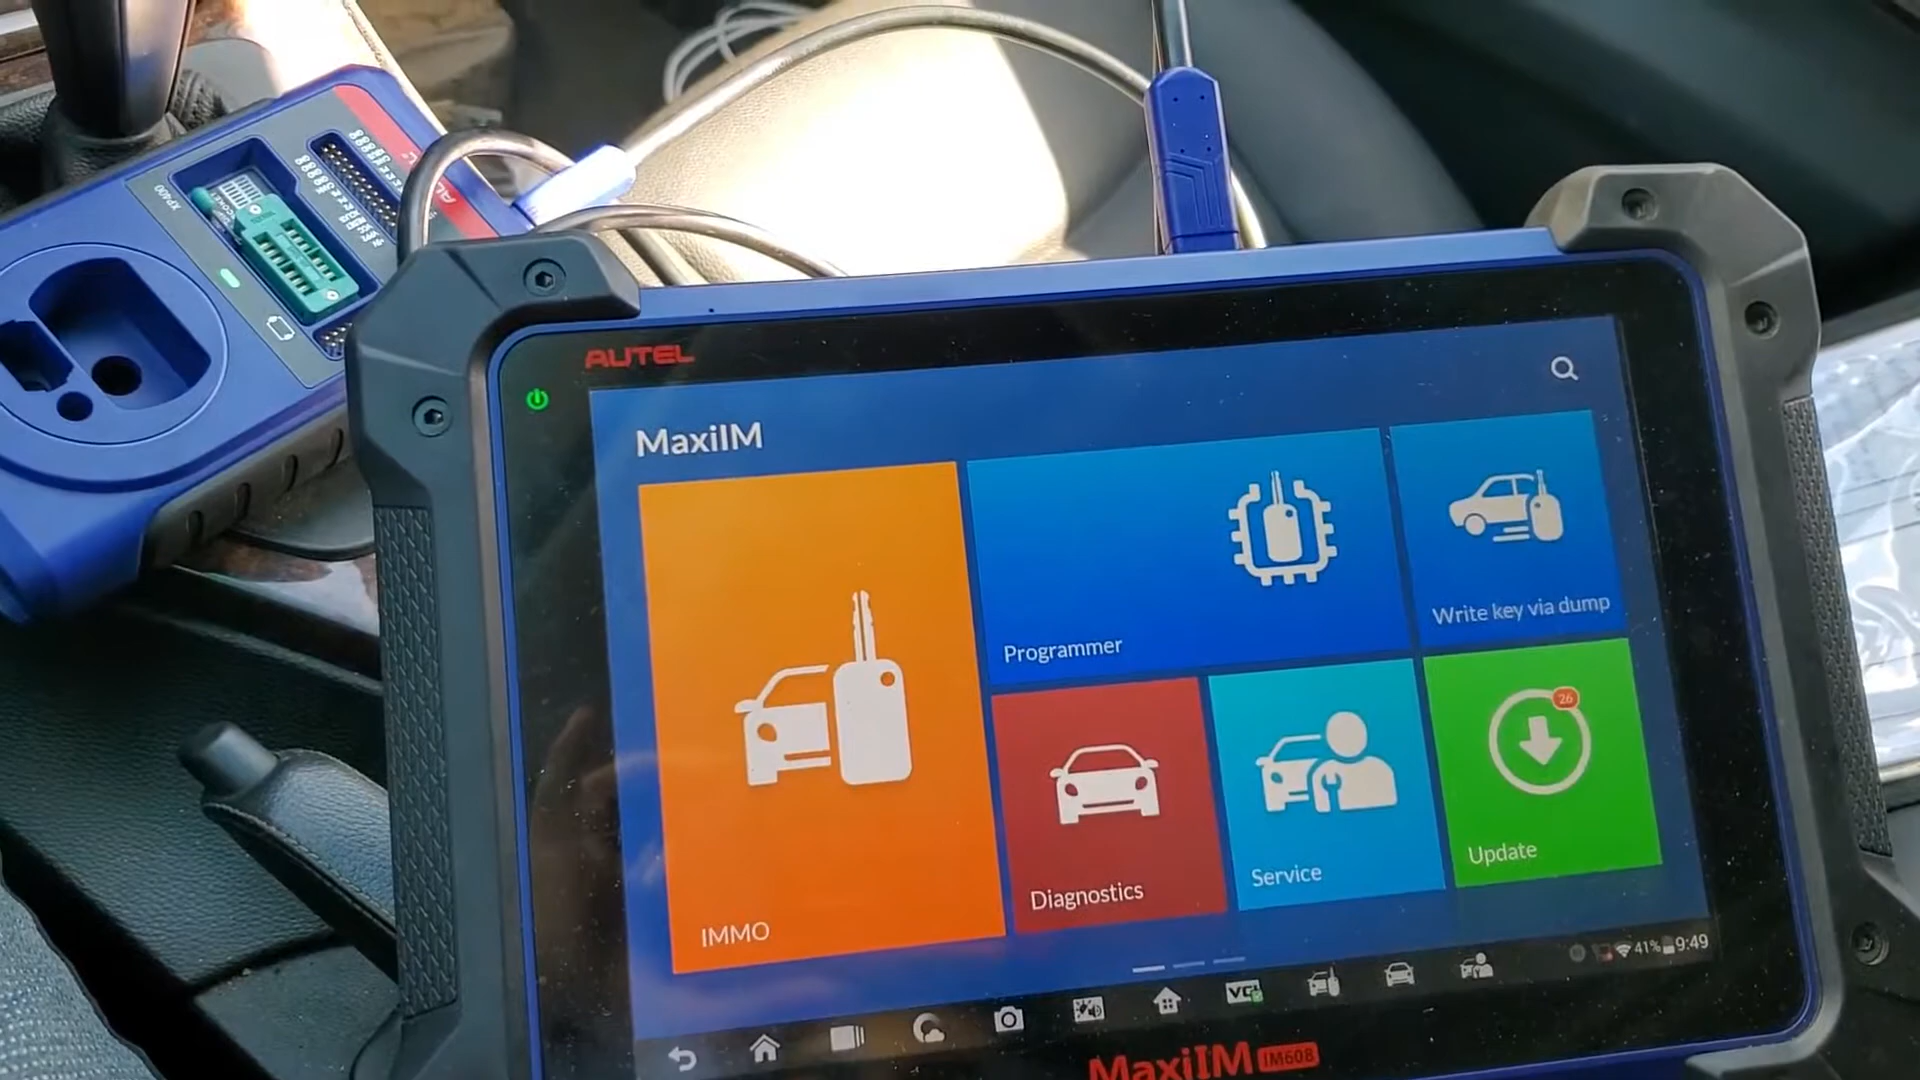 XP400
AUTEL
MaxiIM
IMMO
Programmer
Write key via dump
Diagnostics
Service
26
Update
41% 9:49
VCI
MaxiIM IM608